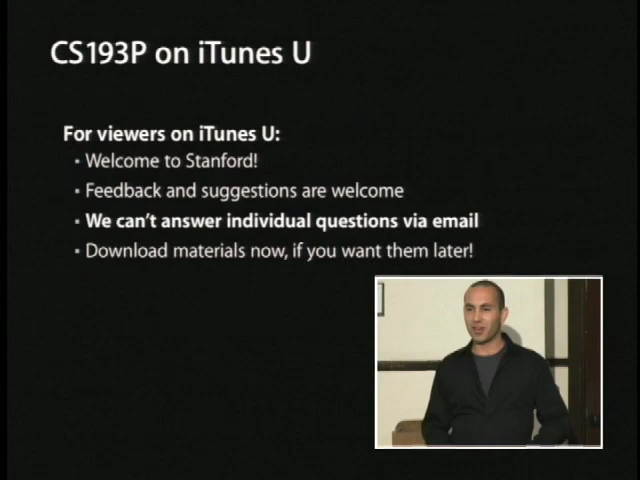 CS193P on iTunes U
For viewers on iTunes U:
▪ Welcome to Stanford!
▪ Feedback and suggestions are welcome
▪ We can't answer individual questions via email
▪ Download materials now, if you want them later!